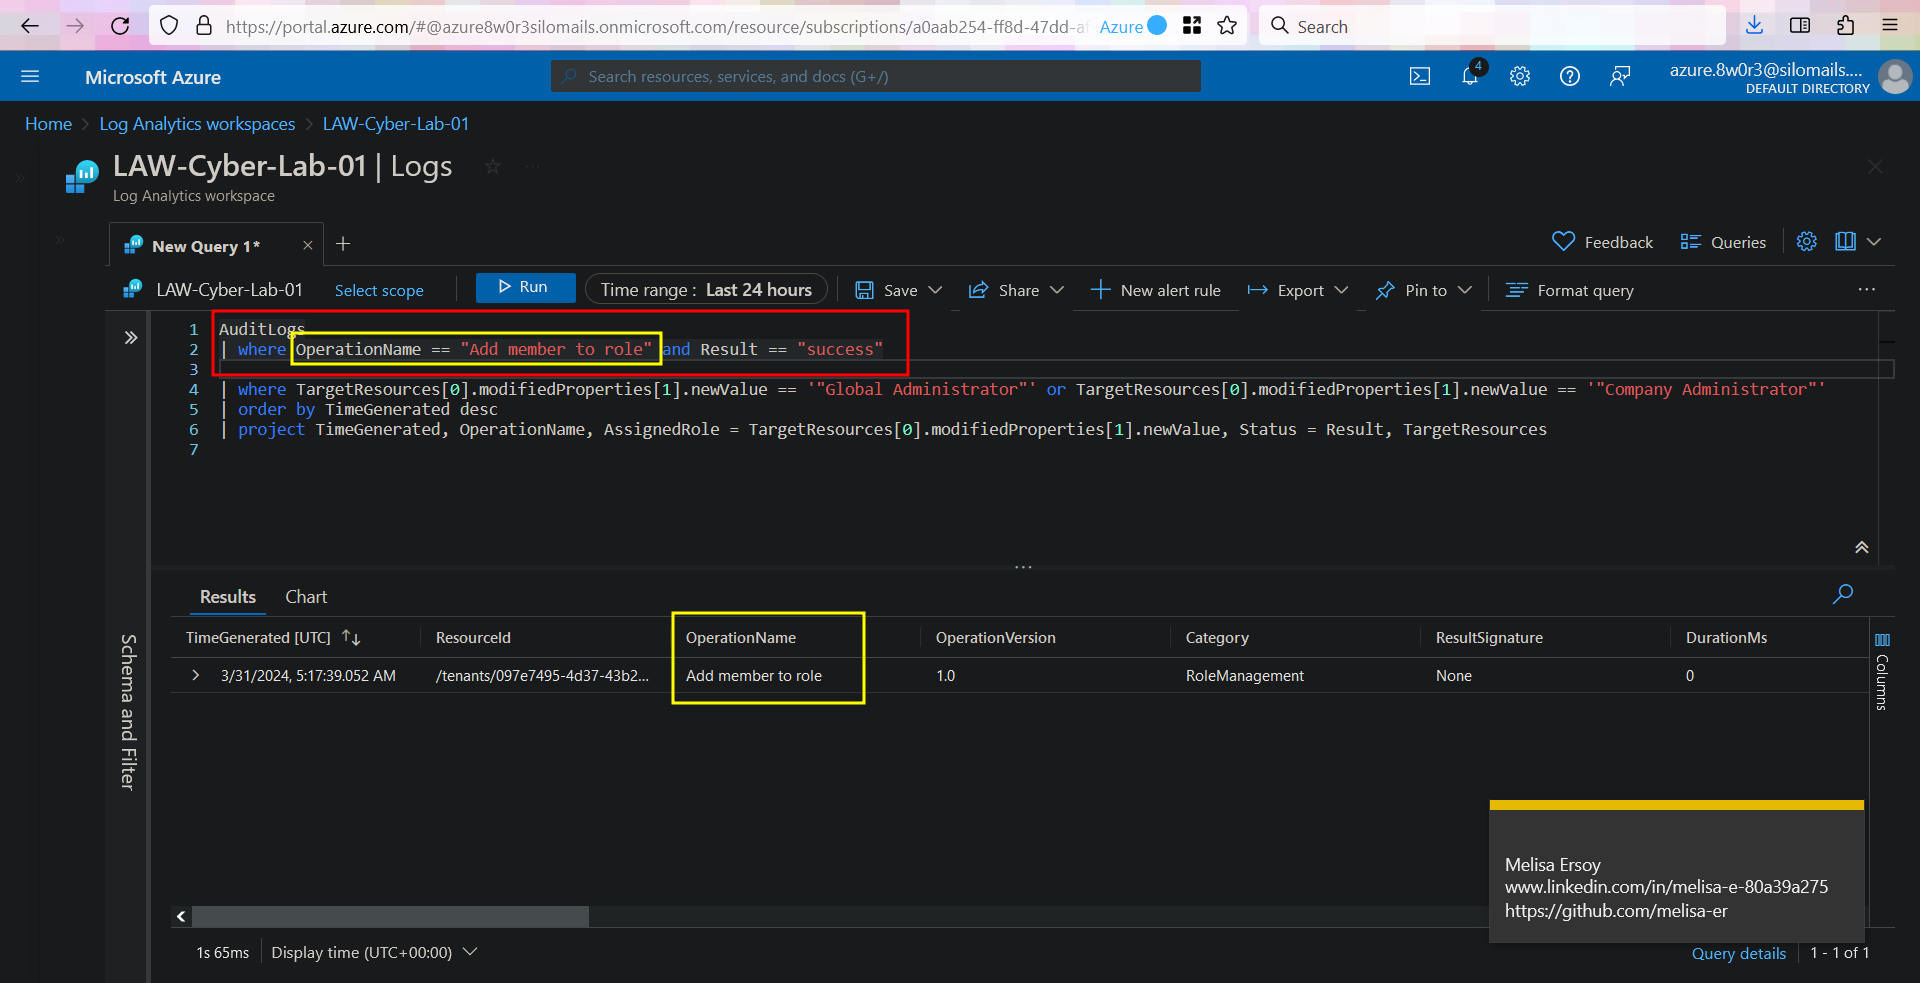 https://portal.azure.com/#@azure8w0r3silomails.onmicrosoft.com/resource/subscriptions/a0aab254-ff8d-47dd-a
Azure
Search
Microsoft Azure
Search resources, services, and docs (G+/)
4
azure.8w0r3@silomails....
DEFAULT DIRECTORY
Home > Log Analytics workspaces > LAW-Cyber-Lab-01
LAW-Cyber-Lab-01 | Logs
Log Analytics workspace
New Query 1*
Feedback
Queries
LAW-Cyber-Lab-01
Select scope
Run
Time range : Last 24 hours
Save
Share
New alert rule
Export
Pin to
Format query
1 AuditLogs
2 | where OperationName == "Add member to role" and Result == "success"
3
4 | where TargetResources[0].modifiedProperties[1].newValue == '"Global Administrator"' or TargetResources[0].modifiedProperties[1].newValue == '"Company Administrator"'
5 | order by TimeGenerated desc
6 | project TimeGenerated, OperationName, AssignedRole = TargetResources[0].modifiedProperties[1].newValue, Status = Result, TargetResources
7
Schema and Filter
Results
Chart
TimeGenerated [UTC]
ResourceId
OperationName
OperationVersion
Category
ResultSignature
DurationMs
3/31/2024, 5:17:39.052 AM
/tenants/097e7495-4d37-43b2...
Add member to role
1.0
RoleManagement
None
0
Columns
Melisa Ersoy
www.linkedin.com/in/melisa-e-80a39a275
https://github.com/melisa-er
1s 65ms
Display time (UTC+00:00)
Query details
1 - 1 of 1